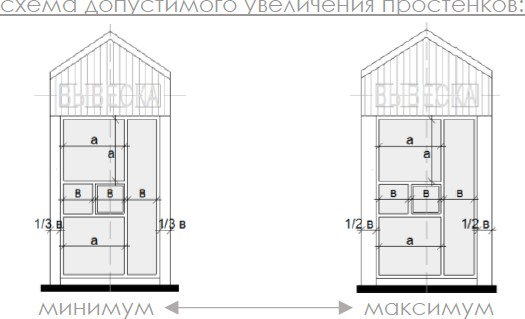 схема допустимого увеличения простенков:
ВЫВЕСКА
ВЫВЕСКА
а
а
а
а
в
в
в
в
в
в
1/3 в
1/3 в
1/2 в
1/2 в
а
а
минимум
максимум